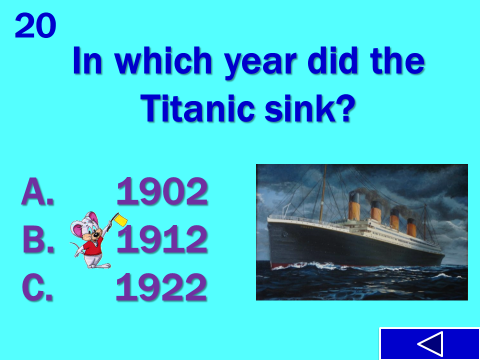 20
In which year did the
Titanic sink?
A. 1902
B. 1912
C. 1922